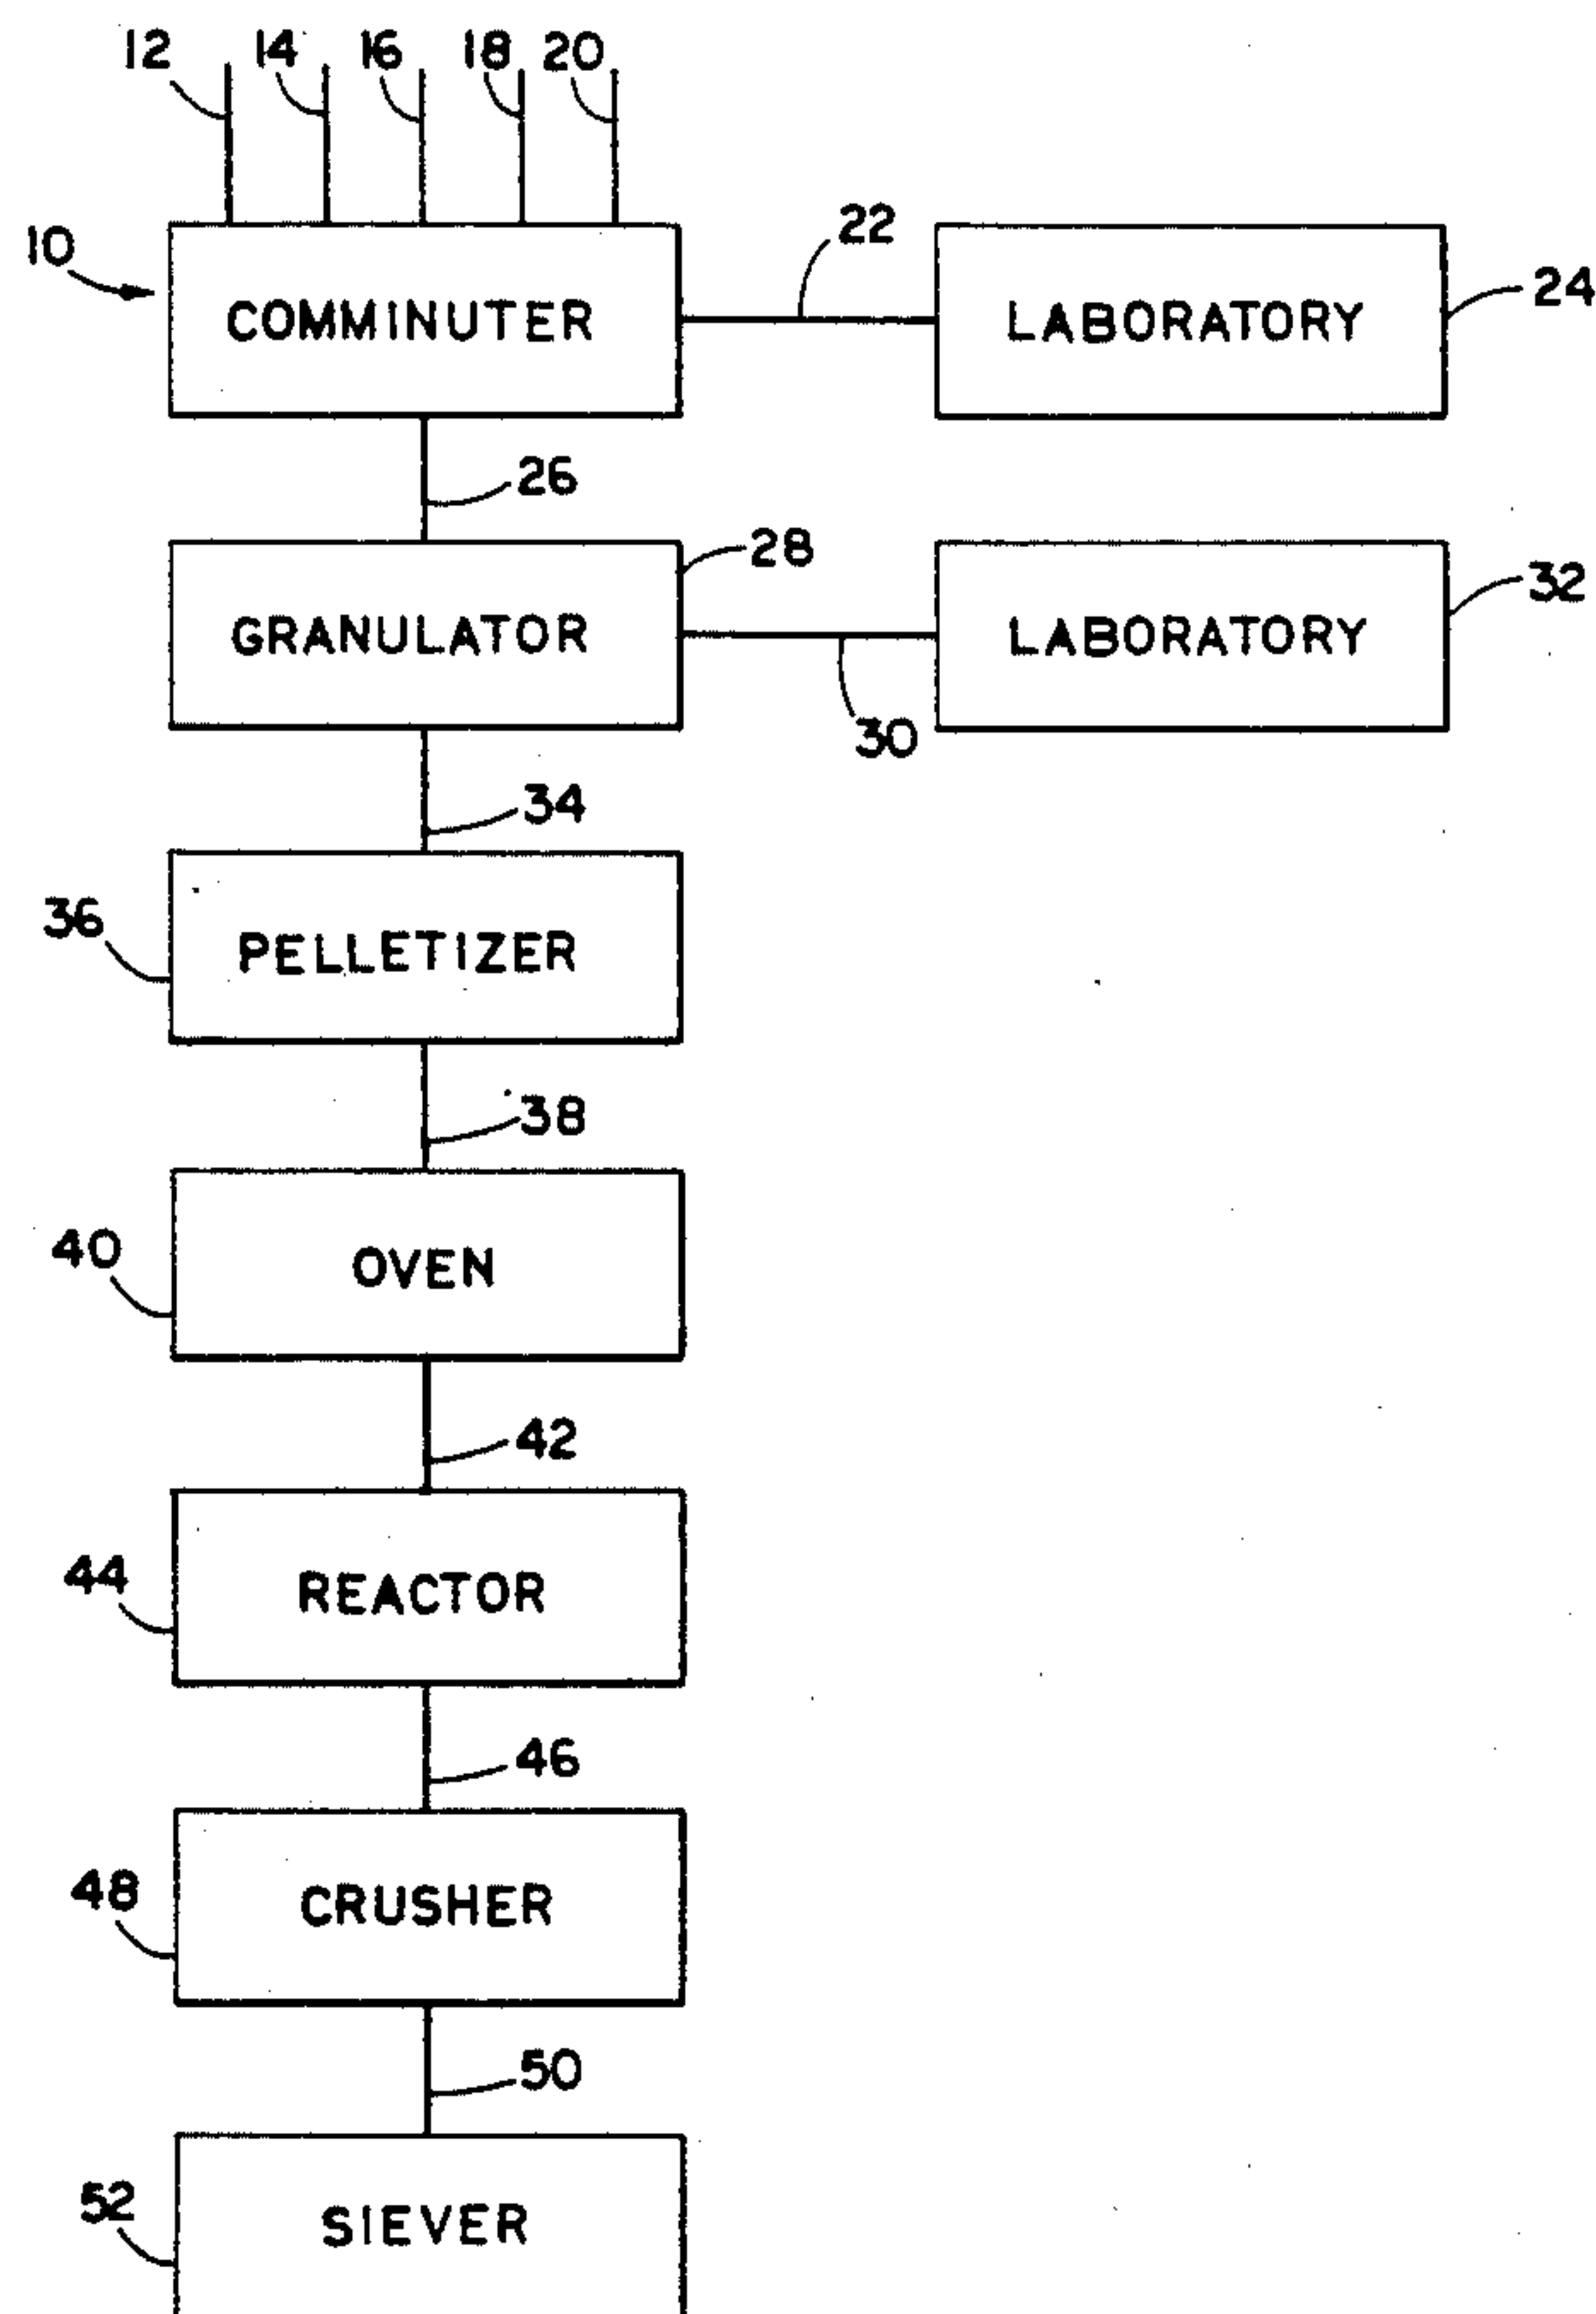 12 14 16 18 20
10 22 24
COMMINUTER LABORATORY
26
28 32
GRANULATOR LABORATORY
30
34
36
PELLETIZER
38
40
OVEN
42
44
REACTOR
46
48
CRUSHER
50
52
SIEVER